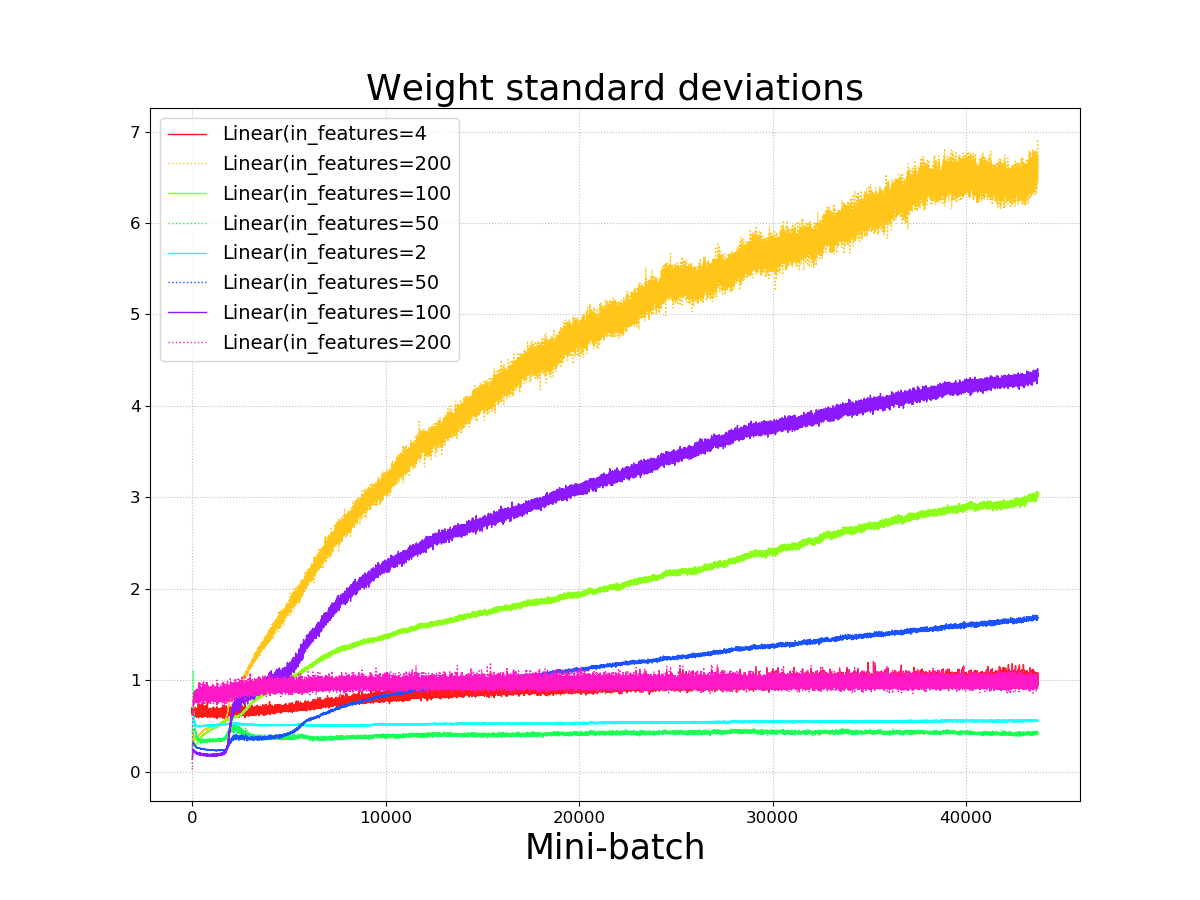 Weight standard deviations
Linear(in_features=4
Linear(in_features=200
Linear(in_features=100
Linear(in_features=50
Linear(in_features=2
Linear(in_features=50
Linear(in_features=100
Linear(in_features=200
7
6
5
4
3
2
1
0
0 10000 20000 30000 40000
Mini-batch